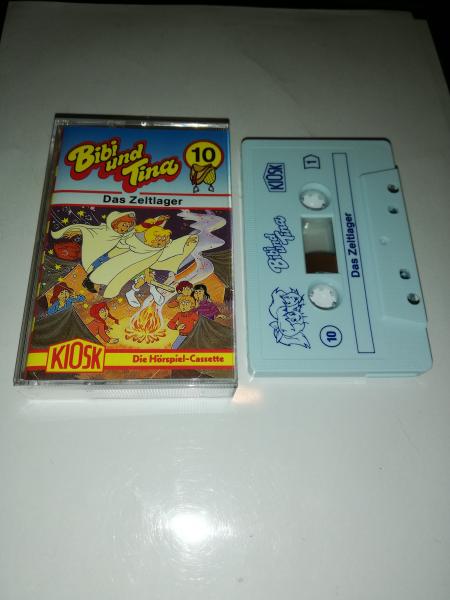 Bibi
und
Tina
10
Das Zeltlager
KIOSK
Die Hörspiel-Cassette
KIOSK
1
Bibi und
Tina
Das Zeltlager
10